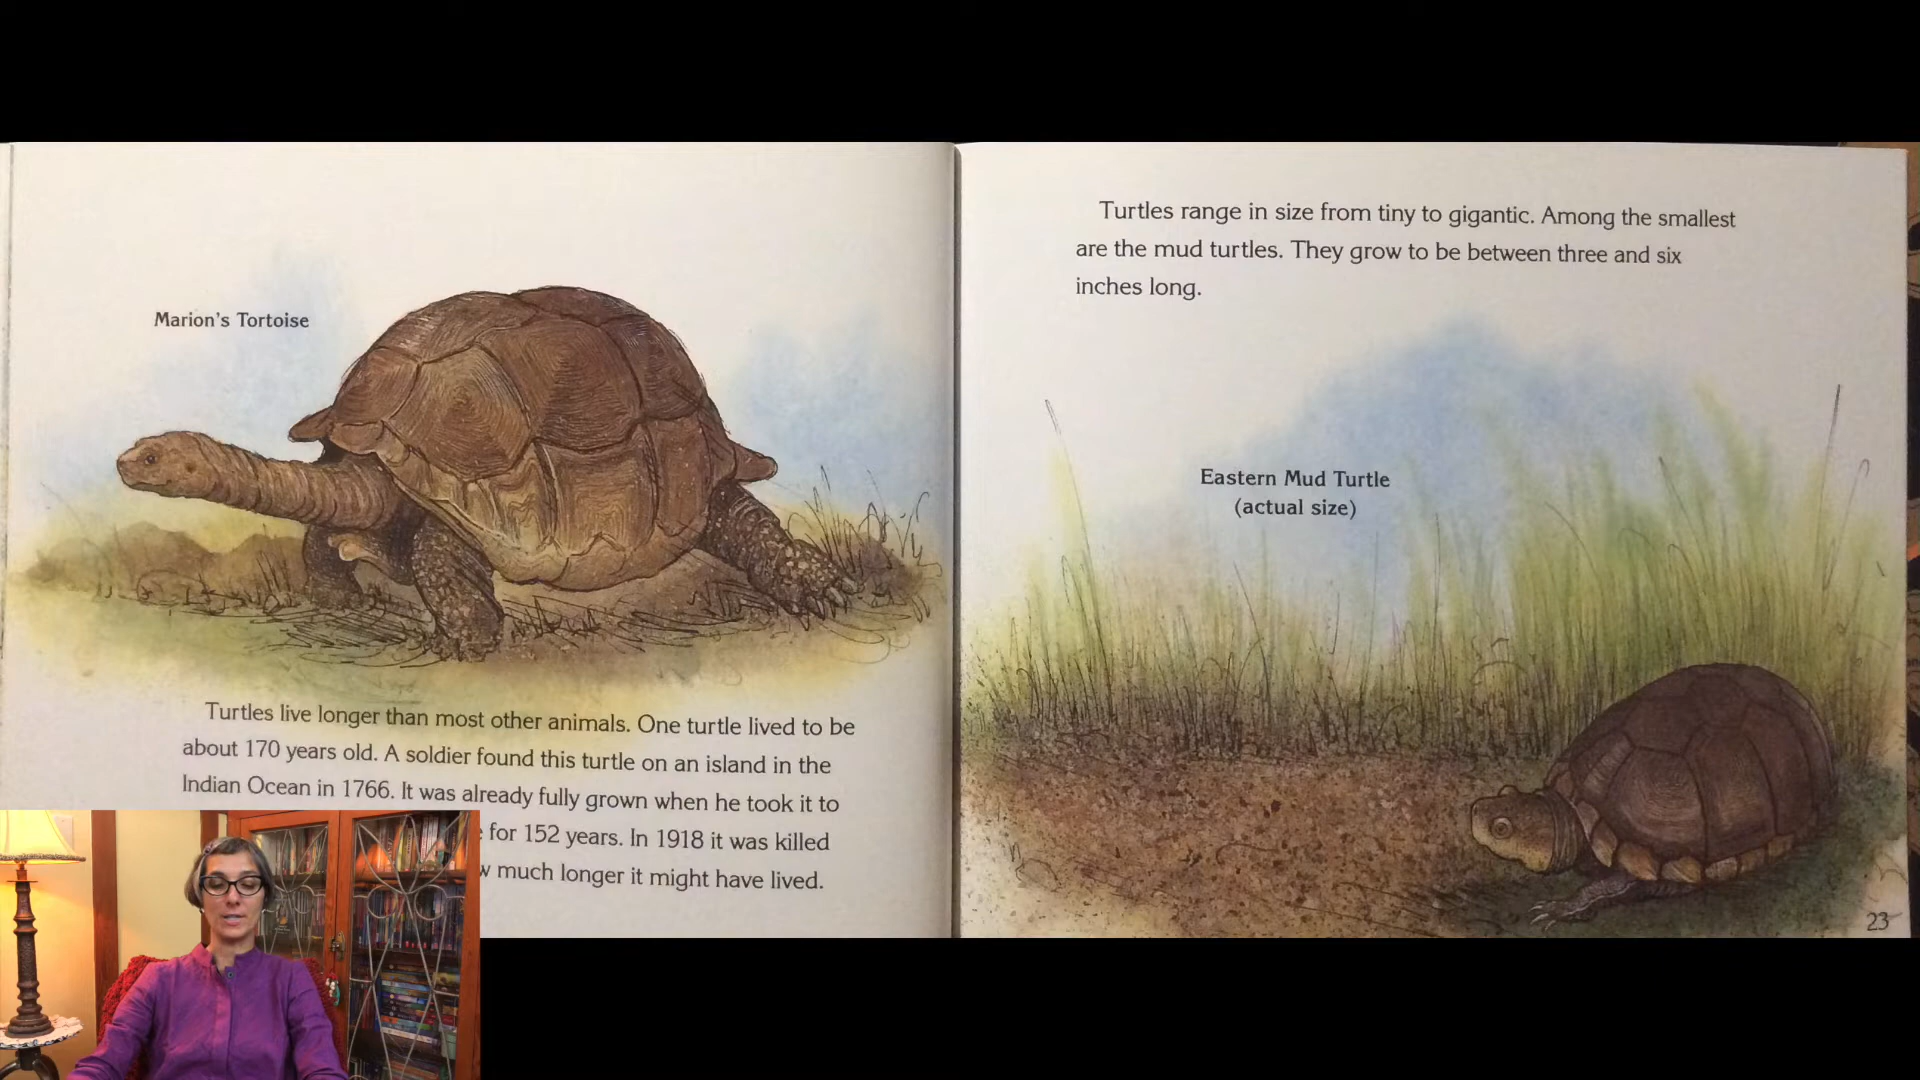 Marion's Tortoise
Turtles live longer than most other animals. One turtle lived to be
about 170 years old. A soldier found this turtle on an island in the
Indian Ocean in 1766. It was already fully grown when he took it to
for 152 years. In 1918 it was killed
much longer it might have lived.
Turtles range in size from tiny to gigantic. Among the smallest
are the mud turtles. They grow to be between three and six
inches long.
Eastern Mud Turtle
(actual size)
23